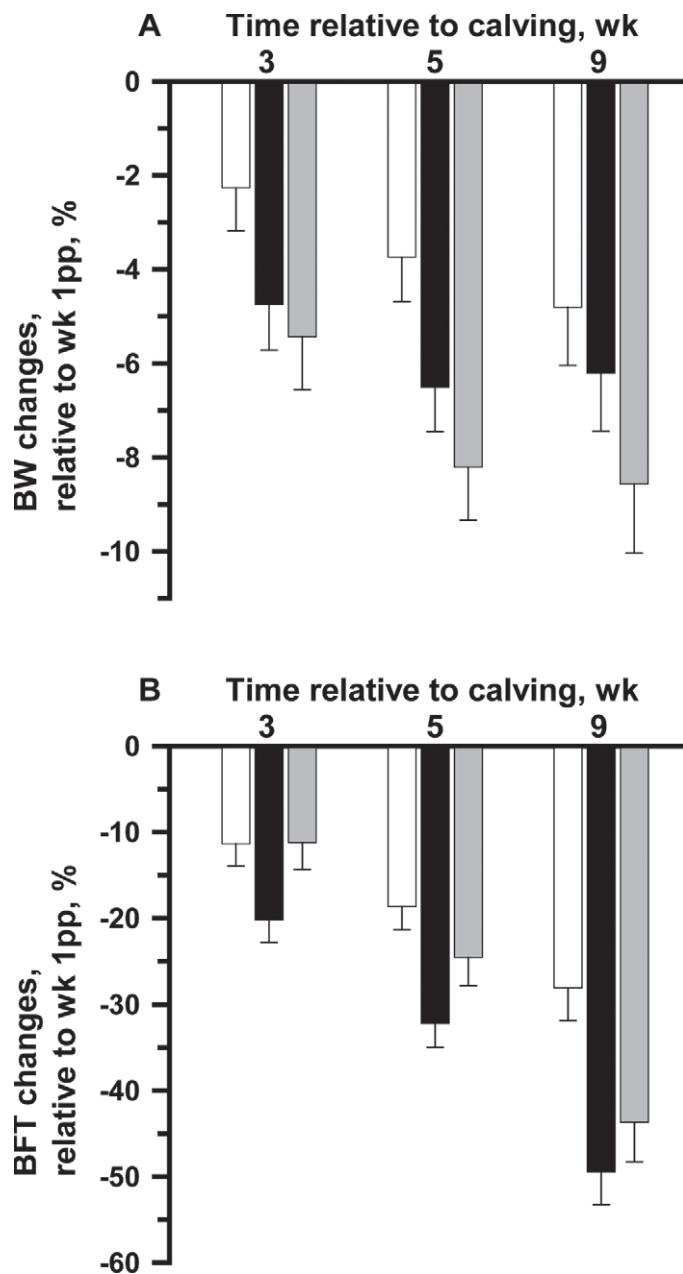 A Time relative to calving, wk
3 5 9
0
-2
-4
-6
-8
-10
BW changes,
relative to wk 1pp, %
B Time relative to calving, wk
3 5 9
0
-10
-20
-30
-40
-50
-60
BFT changes,
relative to wk 1pp, %